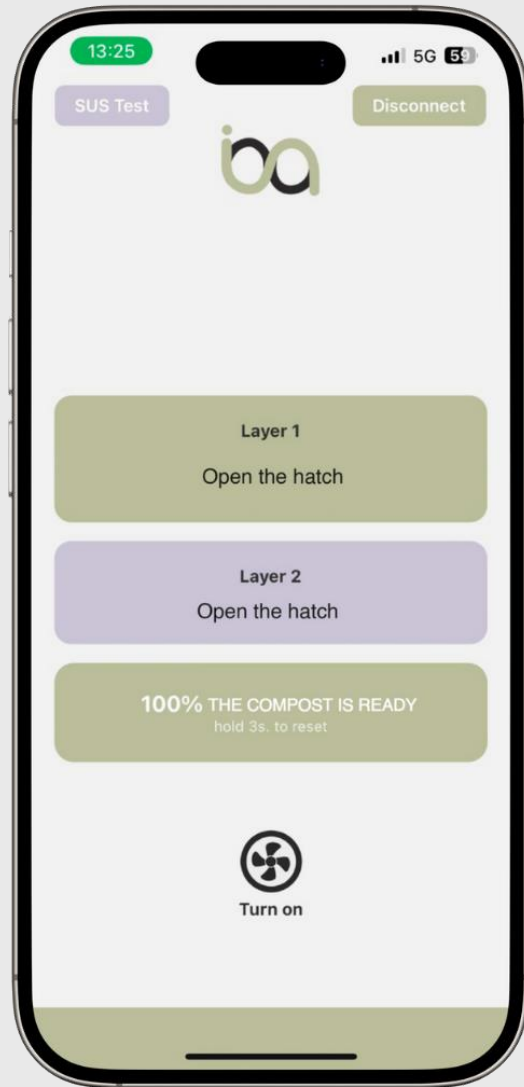 13:25
5G 59
SUS Test
Disconnect
Layer 1
Open the hatch
Layer 2
Open the hatch
100% THE COMPOST IS READY
hold 3s. to reset
Turn on